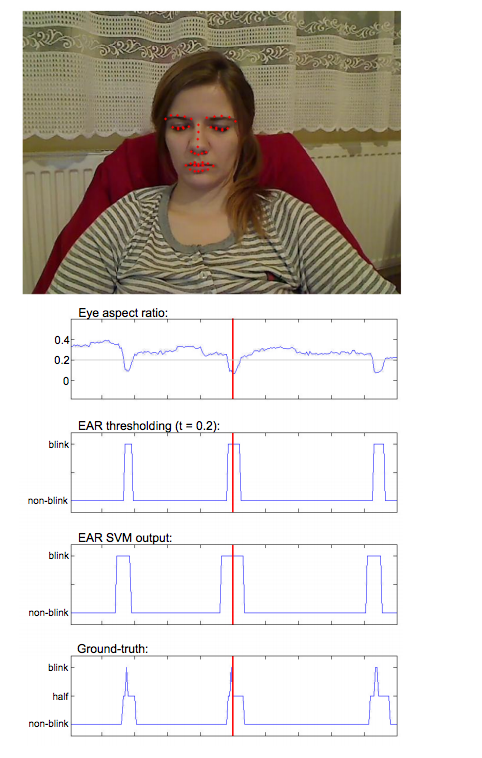 Eye aspect ratio:
0.4
0.2
0
EAR thresholding (t = 0.2):
blink
non-blink
EAR SVM output:
blink
non-blink
Ground-truth:
blink
half
non-blink